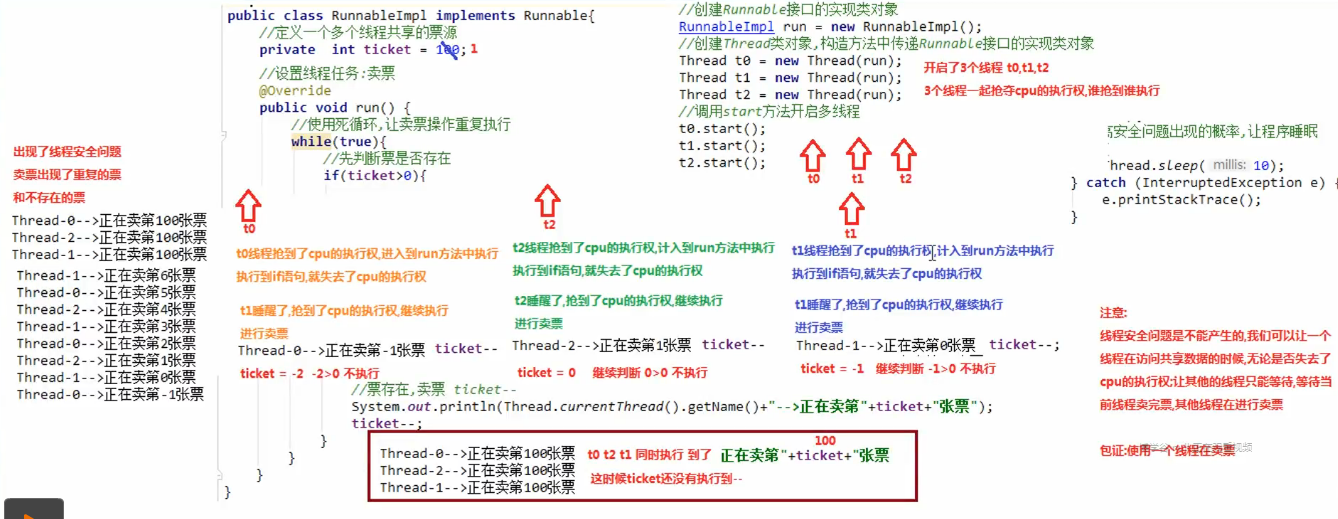 public class RunnableImpl implements Runnable{
//定义一个多个线程共享的票源
private int ticket = 100;1
//设置线程任务:卖票
@Override
public void run() {
//使用死循环,让卖票操作重复执行
while(true){
//先判断票是否存在
if(ticket>0){
//创建Runnable接口的实现类对象
RunnableImpl run = new RunnableImpl();
//创建Thread类对象,构造方法中传递Runnable接口的实现类对象
Thread t0 = new Thread(run);
Thread t1 = new Thread(run);
Thread t2 = new Thread(run);
//调用start方法开启多线程
t0.start();
t1.start();
t2.start();
开启了3个线程 t0,t1,t2
3个线程一起抢夺cpu的执行权,谁抢到谁执行
t0
t1
t2
安全问题出现的概率,让程序睡眠
hread.sleep( millis: 10);
} catch (InterruptedException e) {
e.printStackTrace();
}
出现了线程安全问题
卖票出现了重复的票
和不存在的票
Thread-0-->正在卖第100张票
Thread-2-->正在卖第100张票
Thread-1-->正在卖第100张票
Thread-1-->正在卖第6张票
Thread-0-->正在卖第5张票
Thread-2-->正在卖第4张票
Thread-1-->正在卖第3张票
Thread-0-->正在卖第2张票
Thread-2-->正在卖第1张票
Thread-1-->正在卖第0张票
Thread-0-->正在卖第-1张票
t0
t0线程抢到了cpu的执行权,进入到run方法中执行
执行到if语句,就失去了cpu的执行权
t1睡醒了,抢到了cpu的执行权,继续执行
进行卖票
Thread-0-->正在卖第-1张票 ticket--
ticket = -2 -2>0 不执行
t2
t2线程抢到了cpu的执行权,计入到run方法中执行
执行到if语句,就失去了cpu的执行权
t2睡醒了,抢到了cpu的执行权,继续执行
进行卖票
Thread-2-->正在卖第1张票 ticket--
ticket = 0 继续判断 0>0 不执行
t1
t1线程抢到了cpu的执行权,计入到run方法中执行
执行到if语句,就失去了cpu的执行权
t1睡醒了,抢到了cpu的执行权,继续执行
进行卖票
Thread-1-->正在卖第0张票 ticket--;
ticket = -1 继续判断 -1>0 不执行
注意:
线程安全问题是不能产生的,我们可以让一个
线程在访问共享数据的时候,无论是否失去了
cpu的执行权;让其他的线程只能等待,等待当
前线程卖完票,其他线程在进行卖票
包证:使用一个线程在卖票
//票存在,卖票 ticket--
System.out.println(Thread.currentThread().getName()+"-->正在卖第"+ticket+"张票");
ticket--;
}
}
}
}
Thread-0-->正在卖第100张票
Thread-2-->正在卖第100张票
Thread-1-->正在卖第100张票
t0 t2 t1 同时执行 到了 正在卖第"+ticket+"张票
100
这时候ticket还没有执行到--